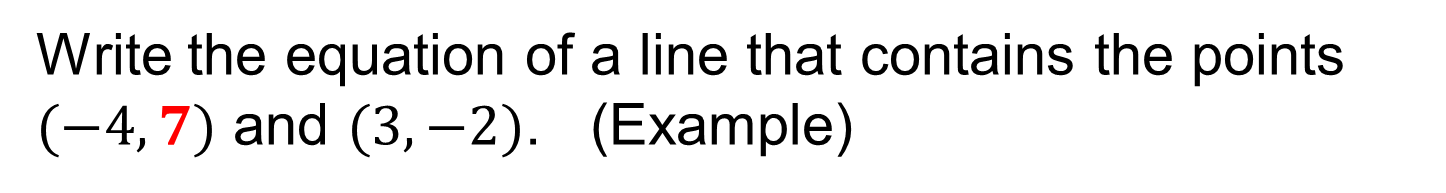 Write the equation of a line that contains the points
(−4, 7) and (3, −2). (Example)